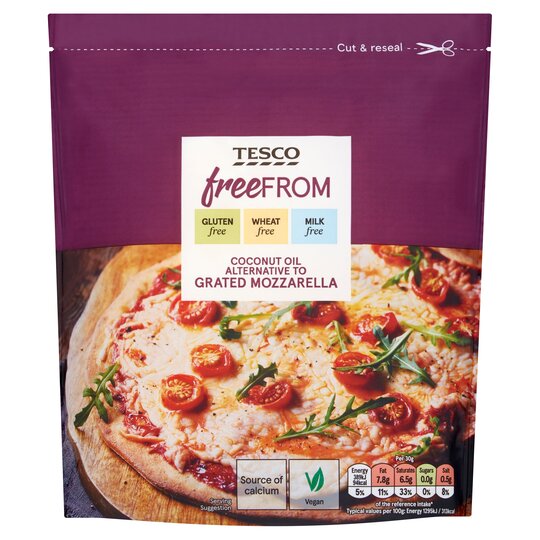 Cut & reseal
TESCO
freeFROM
GLUTEN free
WHEAT free
MILK free
COCONUT OIL
ALTERNATIVE TO
GRATED MOZZARELLA
Serving
Suggestion
Source of
calcium
Vegan
Per 30g
Energy Fat Saturates Sugars Salt
389kJ 7.8g 6.5g 0.0g 0.5g
94kcal
5% 11% 33% 0% 8%
of the reference intake*
Typical values per 100g: Energy 1295kJ / 313kcal